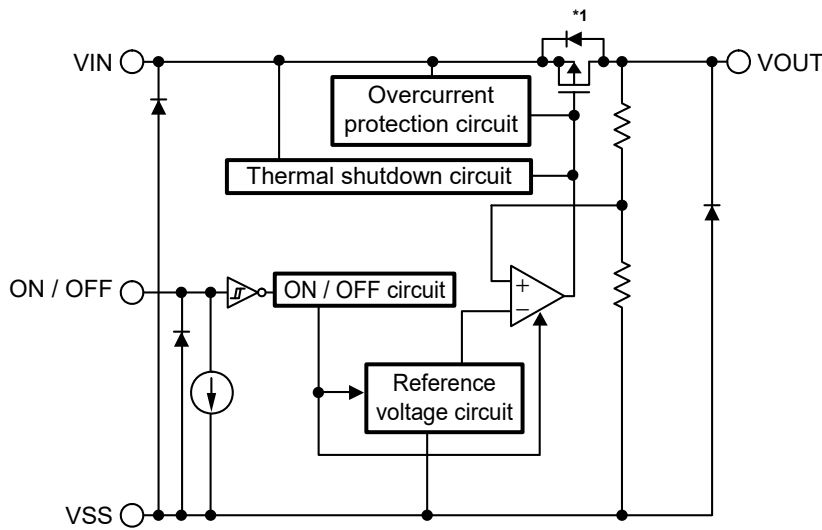 *1
VIN
VOUT
Overcurrent
protection circuit
Thermal shutdown circuit
ON / OFF
ON / OFF circuit
+
−
Reference
voltage circuit
VSS